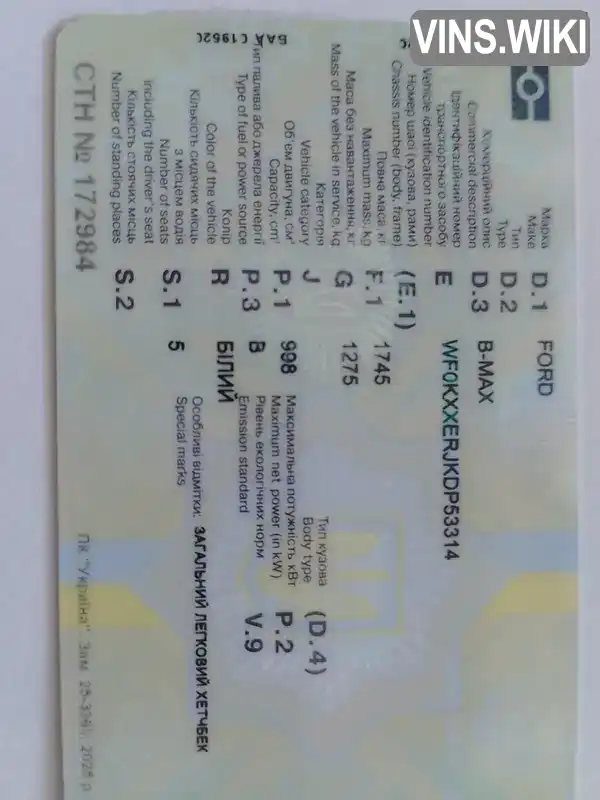 VINS.WIKI
Марка D.1 FORD
Make
Тип D.2
Type
Комерційний опис D.3 B-MAX
Commercial description
Ідентифікаційний номер E WF0KXXERJKDP53314
транспортного засобу
Vehicle identification number
Номер шасі (кузова, рами) (E.1)
Chassis number (body, frame)
Повна маса, кг F.1 1745
Maximum mass, kg
Маса без навантаження, кг G 1275
Mass of the vehicle in service, kg
Категорія J Тип кузова (D.4)
Vehicle category Body type
Об'єм двигуна, см³ P.1 998 Максимальна потужність кВт P.2
Capacity, cm³ Maximum net power (in kW)
Тип палива або джерела енергії P.3 B Рівень екологічних норм V.9
Type of fuel or power source Emission standard
Колір R БІЛИЙ
Color of the vehicle
Кількість сидячих місць S.1 5 Особливі відмітки: ЗАГАЛЬНИЙ ЛЕГКОВИЙ ХЕТЧБЕК
з місцем водія Special marks
Number of seats
including the driver's seat
Кількість стоячих місць S.2
Number of standing places
СТН № 172984
ПК "Україна". Зам.